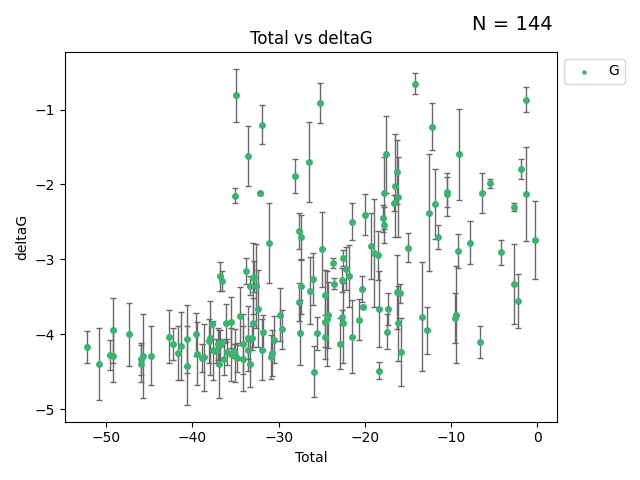 N = 144
Total vs deltaG
G
−1
−2
−3
−4
−5
deltaG
−50 −40 −30 −20 −10 0
Total